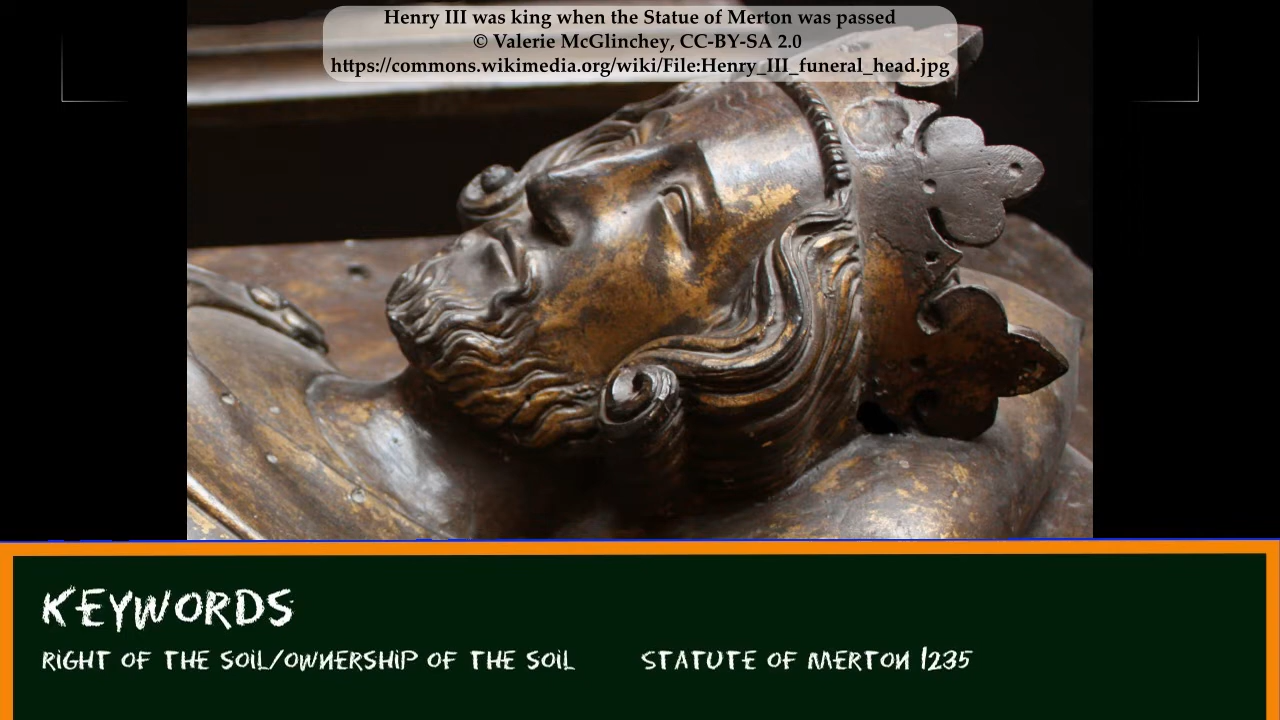 Henry III was king when the Statue of Merton was passed
© Valerie McGlinchey, CC-BY-SA 2.0
https://commons.wikimedia.org/wiki/File:Henry_III_funeral_head.jpg
KEYWORDS
RIGHT OF THE SOIL/OWNERSHIP OF THE SOIL STATUTE OF MERTON 1235